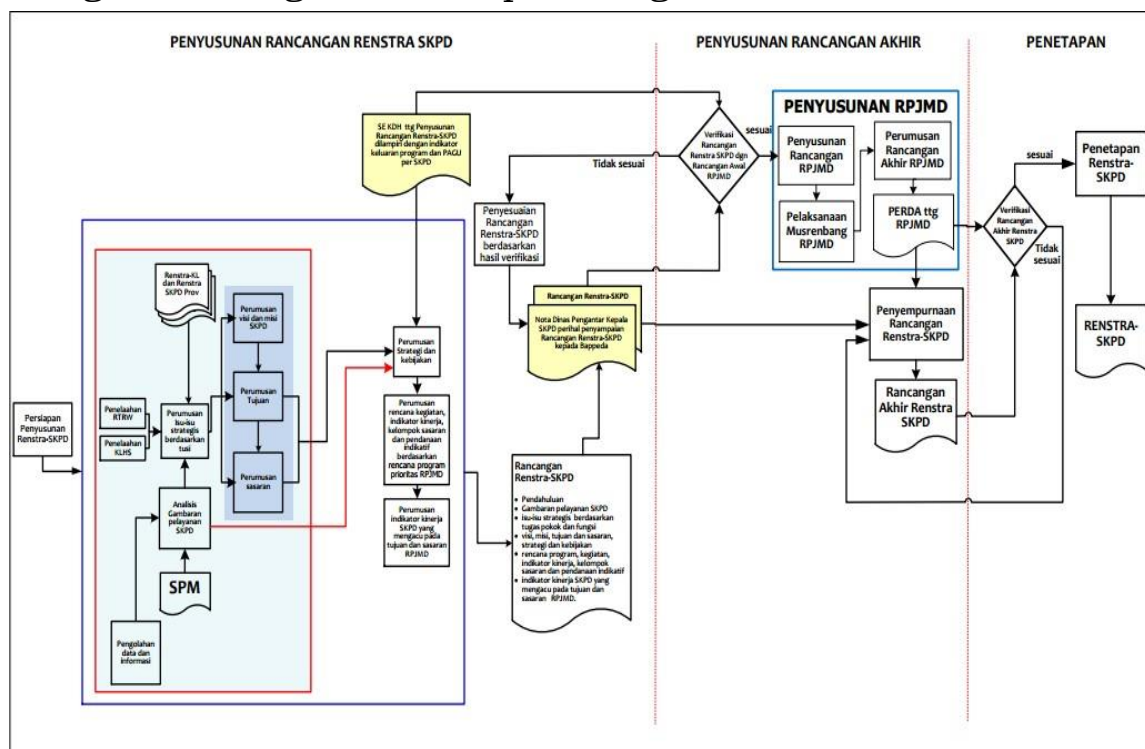 PENYUSUNAN RANCANGAN RENSTRA SKPD
PENYUSUNAN RANCANGAN AKHIR
PENETAPAN
SE KDH ttg Penyusunan
Rancangan Renstra-SKPD
dilampiri dengan indikator
keluaran program dan PAGU
per SKPD
Verifikasi
Rancangan
Renstra SKPD dgn
Rancangan Awal
RPJMD
sesuai
Tidak sesuai
PENYUSUNAN RPJMD
Penyusunan
Rancangan
RPJMD
Perumusan
Rancangan
Akhir RPJMD
Pelaksanaan
Musrenbang
RPJMD
PERDA ttg
RPJMD
Verifikasi
Rancangan
Akhir Renstra
SKPD
sesuai
Tidak
sesuai
Penetapan
Renstra-
SKPD
RENSTRA-
SKPD
Penyesuaian
Rancangan
Renstra-SKPD
berdasarkan
hasil verifikasi
Rancangan Renstra-SKPD
Nota Dinas Pengantar Kepala
SKPD perihal penyampaian
Rancangan Renstra-SKPD
kepada Bappeda
Penyempurnaan
Rancangan
Renstra-SKPD
Rancangan
Akhir Renstra
SKPD
Persiapan
Penyusunan
Renstra-SKPD
Renstra-KL
dan Renstra
SKPD Prov
Penelaahan
RTRW
Penelaahan
KLHS
Perumusan
Isu-isu
strategis
berdasarkan
tusi
Perumusan
visi dan misi
SKPD
Perumusan
Tujuan
Perumusan
sasaran
Analisis
Gambaran
pelayanan
SKPD
SPM
Pengolahan
data dan
informasi
Perumusan
Strategi dan
kebijakan
Perumusan
rencana kegiatan,
indikator kinerja,
kelompok sasaran
dan pendanaan
indikatif
berdasarkan
rencana program
prioritas RPJMD
Perumusan
indikator kinerja
SKPD yang
mengacu pada
tujuan dan sasaran
RPJMD
Rancangan
Renstra-SKPD
• Pendahuluan
• Gambaran pelayanan SKPD
• isu-isu strategis berdasarkan
tugas pokok dan fungsi
• visi, misi, tujuan dan sasaran,
strategi dan kebijakan
• rencana program, kegiatan,
indikator kinerja, kelompok
sasaran dan pendanaan indikatif
• indikator kinerja SKPD yang
mengacu pada tujuan dan
sasaran RPJMD.